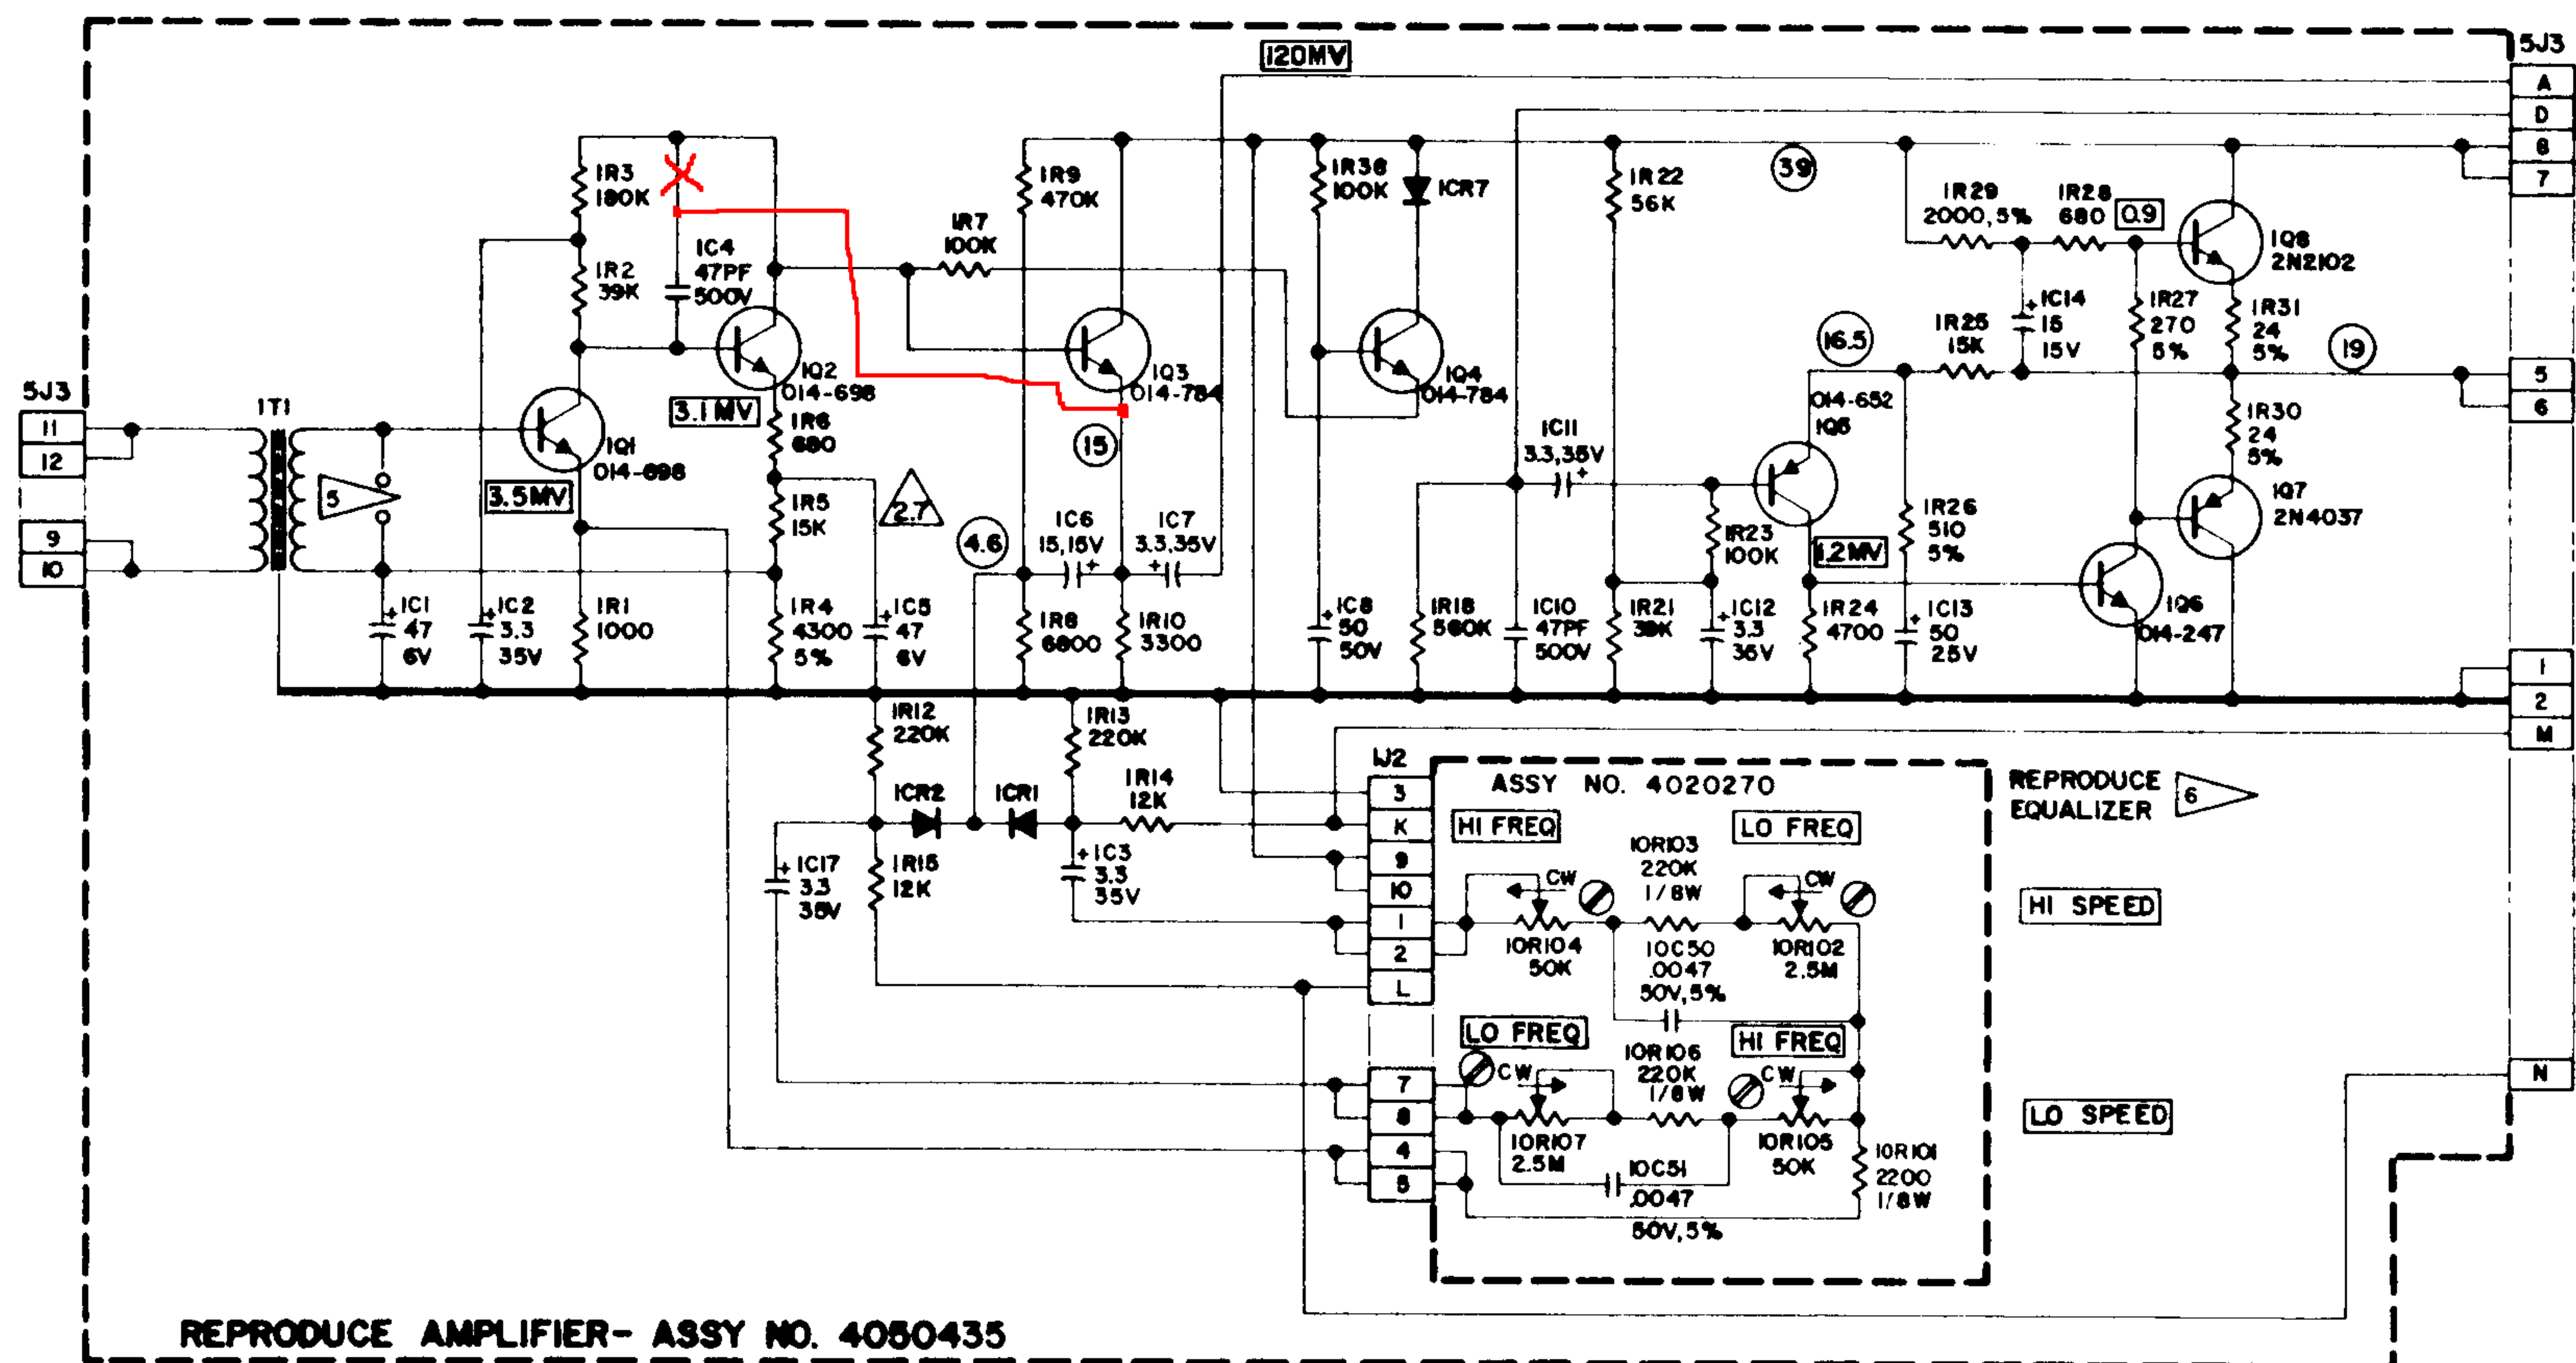 120MV
5J3
A
D
8
7
1R3
180K
1R9
470K
1R36
100K
1CR7
1R22
56K
39
1R29
2000, 5%
1R28
680
0.9
1R7
100K
1C4
47PF
500V
1R2
39K
1Q8
2N2102
1C14
15
15V
1R27
270
5%
1R31
24
5%
16.5
1R25
15K
19
5
6
1Q2
014-698
1Q3
014-784
1Q4
014-784
014-652
1Q5
5J3
11
12
9
10
1T1
5
1Q1
014-698
3.1MV
1R6
680
15
3.5MV
1R5
15K
2.7
4.6
1C6
15,15V
1C7
3.3,35V
1C11
3.3,35V
1R23
100K
1.2MV
1R26
510
5%
1R30
24
5%
1Q7
2N4037
1Q6
014-247
1C1
47
6V
1C2
3.3
35V
1R1
1000
1R4
4300
5%
1C5
47
6V
1R8
6800
1R10
3300
1C8
50
50V
1R18
560K
1C10
47PF
500V
1R21
39K
1C12
3.3
35V
1R24
4700
1C13
50
25V
1
2
M
1R12
220K
1R13
220K
1R14
12K
1CR2
1CR1
1C17
3.3
35V
1R15
12K
1C3
3.3
35V
1J2
3
K
9
10
1
2
L
7
8
4
5
ASSY NO. 4020270
HI FREQ
LO FREQ
10R103
220K
1/8W
CW
CW
10R104
50K
10C50
.0047
50V,5%
10R102
2.5M
LO FREQ
HI FREQ
10R106
220K
1/8W
CW
CW
10R107
2.5M
10C51
.0047
50V,5%
10R105
50K
10R101
2200
1/8W
REPRODUCE
EQUALIZER
6
HI SPEED
LO SPEED
N
REPRODUCE AMPLIFIER- ASSY NO. 4050435